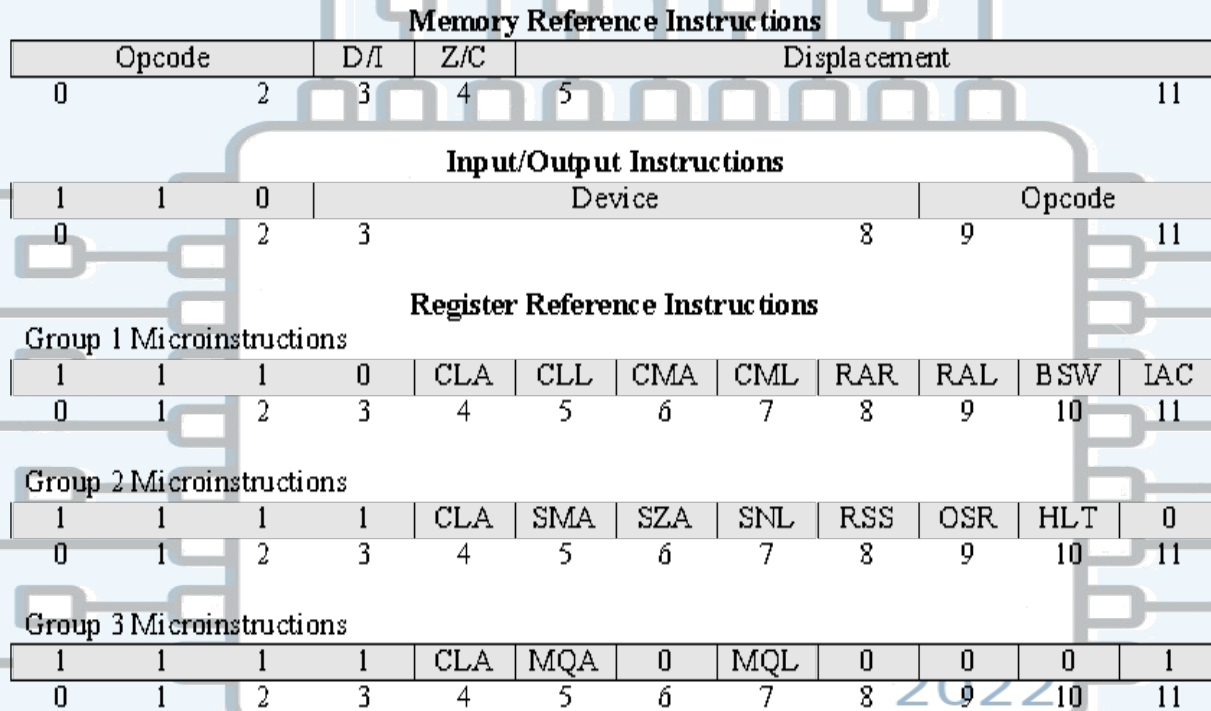 Memory Reference Instructions
Opcode D/I Z/C Displacement
0 2 3 4 5 11
Input/Output Instructions
1 1 0 Device Opcode
0 2 3 8 9 11
Register Reference Instructions
Group 1 Microinstructions
1 1 1 0 CLA CLL CMA CML RAR RAL BSW IAC
0 1 2 3 4 5 6 7 8 9 10 11
Group 2 Microinstructions
1 1 1 1 CLA SMA SZA SNL RSS OSR HLT 0
0 1 2 3 4 5 6 7 8 9 10 11
Group 3 Microinstructions
1 1 1 1 CLA MQA 0 MQL 0 0 0 1
0 1 2 3 4 5 6 7 8 9 10 11
2022